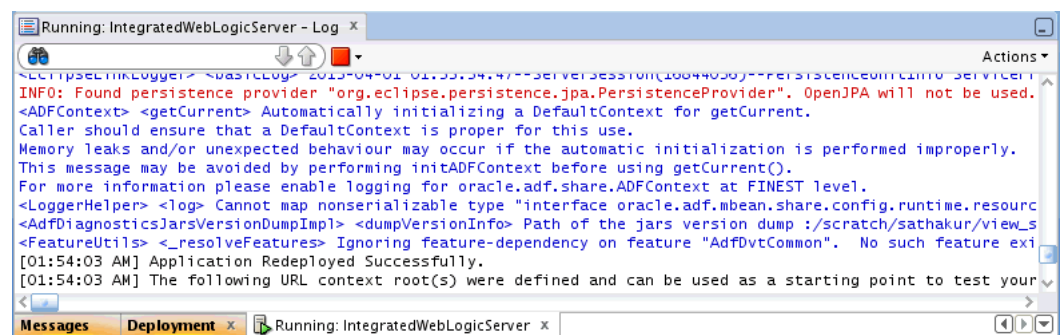 Running: IntegratedWebLogicServer - Log x
Actions
INFO: Found persistence provider "org.eclipse.persistence.jpa.PersistenceProvider". OpenJPA will not be used.
<ADFContext> <getCurrent> Automatically initializing a DefaultContext for getCurrent.
Caller should ensure that a DefaultContext is proper for this use.
Memory leaks and/or unexpected behaviour may occur if the automatic initialization is performed improperly.
This message may be avoided by performing initADFContext before using getCurrent().
For more information please enable logging for oracle.adf.share.ADFContext at FINEST level.
<LoggerHelper> <log> Cannot map nonserializable type "interface oracle.adf.mbean.share.config.runtime.resourc
<AdfDiagnosticsJarsVersionDumpImpl> <dumpVersionInfo> Path of the jars version dump :/scratch/sathakur/view_s
<FeatureUtils> <_resolveFeatures> Ignoring feature-dependency on feature "AdfDvtCommon".  No such feature exi
[01:54:03 AM] Application Redeployed Successfully.
[01:54:03 AM] The following URL context root(s) were defined and can be used as a starting point to test your
Messages Deployment x Running: IntegratedWebLogicServer x